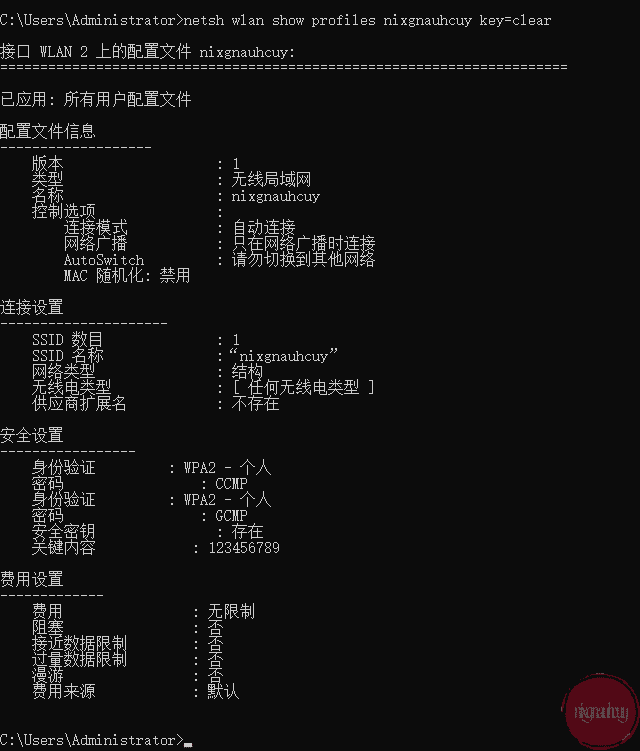 C:\Users\Administrator>netsh wlan show profiles nixgnauhcuy key=clear
接口 WLAN 2 上的配置文件 nixgnauhcuy:
=======================================================================
已应用: 所有用户配置文件
配置文件信息
-------------------
版本 : 1
类型 : 无线局域网
名称 : nixgnauhcuy
控制选项 :
连接模式 : 自动连接
网络广播 : 只在网络广播时连接
AutoSwitch : 请勿切换到其他网络
MAC 随机化: 禁用
连接设置
---------------------
SSID 数目 : 1
SSID 名称 :“nixgnauhcuy”
网络类型 : 结构
无线电类型 : [ 任何无线电类型 ]
供应商扩展名 : 不存在
安全设置
-----------------
身份验证 : WPA2 - 个人
密码 : CCMP
身份验证 : WPA2 - 个人
密码 : GCMP
安全密钥 : 存在
关键内容 : 123456789
费用设置
-------------
费用 : 无限制
阻塞 : 否
接近数据限制 : 否
过量数据限制 : 否
漫游 : 否
费用来源 : 默认
C:\Users\Administrator>
nixgnauhcuy